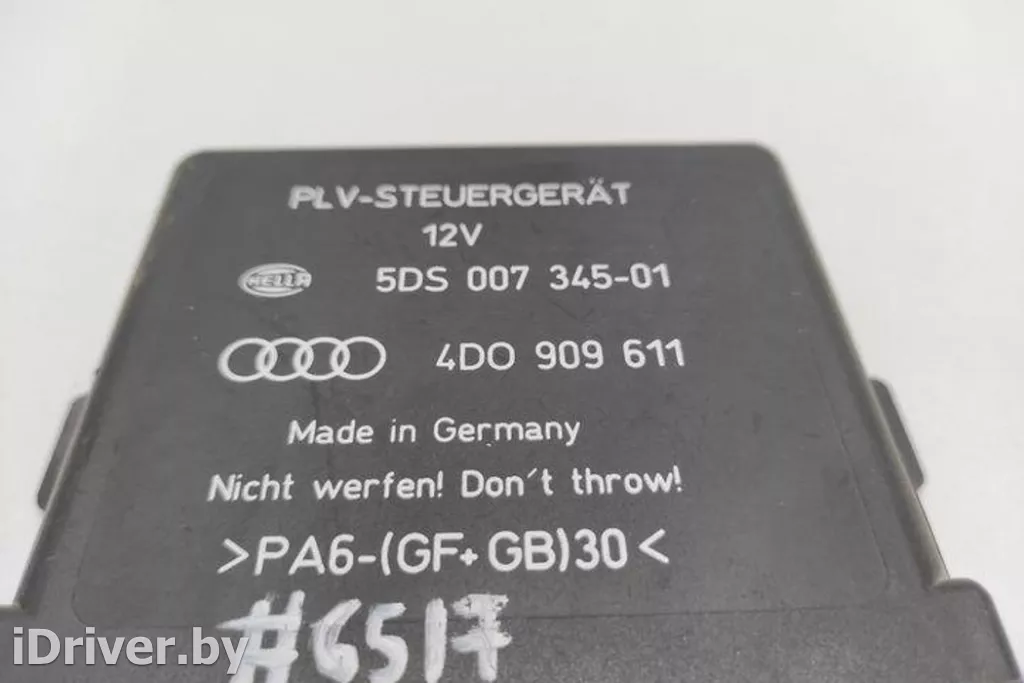 PLV-STEUERGERÄT
12V
HELLA 5DS 007 345-01
4D0 909 611
Made in Germany
Nicht werfen! Don't throw!
>PA6-(GF+GB)30<
#6517
iDriver.by